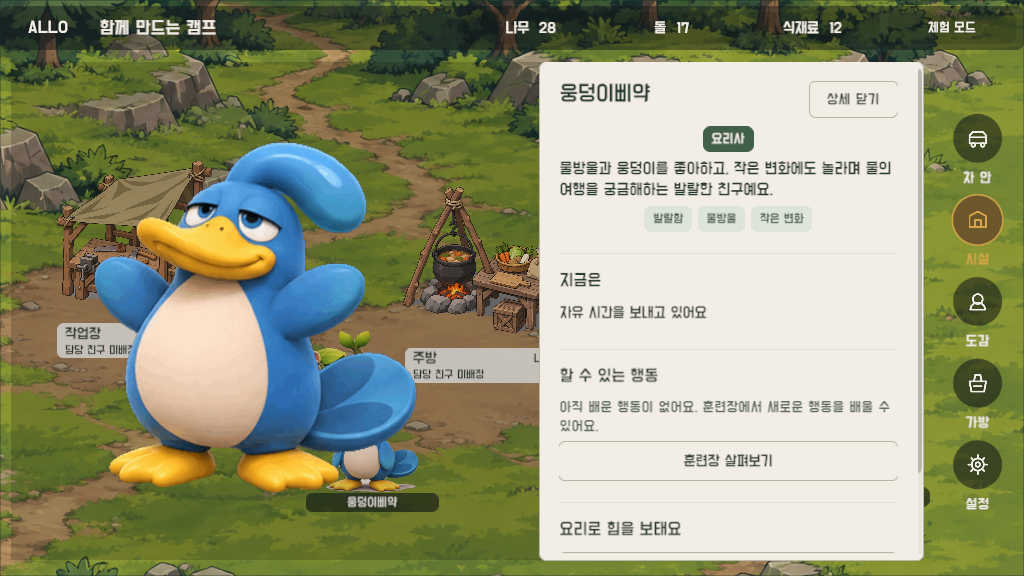 ALLO 함께 만드는 캠프 나무 28 돌 17 식재료 12 체험 모드
웅덩이삐약
상세 닫기
요리사
물방울과 웅덩이를 좋아하고, 작은 변화에도 놀라며 물의
여행을 궁금해하는 발랄한 친구예요.
발랄함 물방울 작은 변화
지금은
자유 시간을 보내고 있어요
할 수 있는 행동
아직 배운 행동이 없어요. 훈련장에서 새로운 행동을 배울 수
있어요.
훈련장 살펴보기
요리로 힘을 보태요
작업장
담당 친구 미배정
주방
담당 친구 미배정
웅덩이삐약
차 안
시설
도감
가방
설정